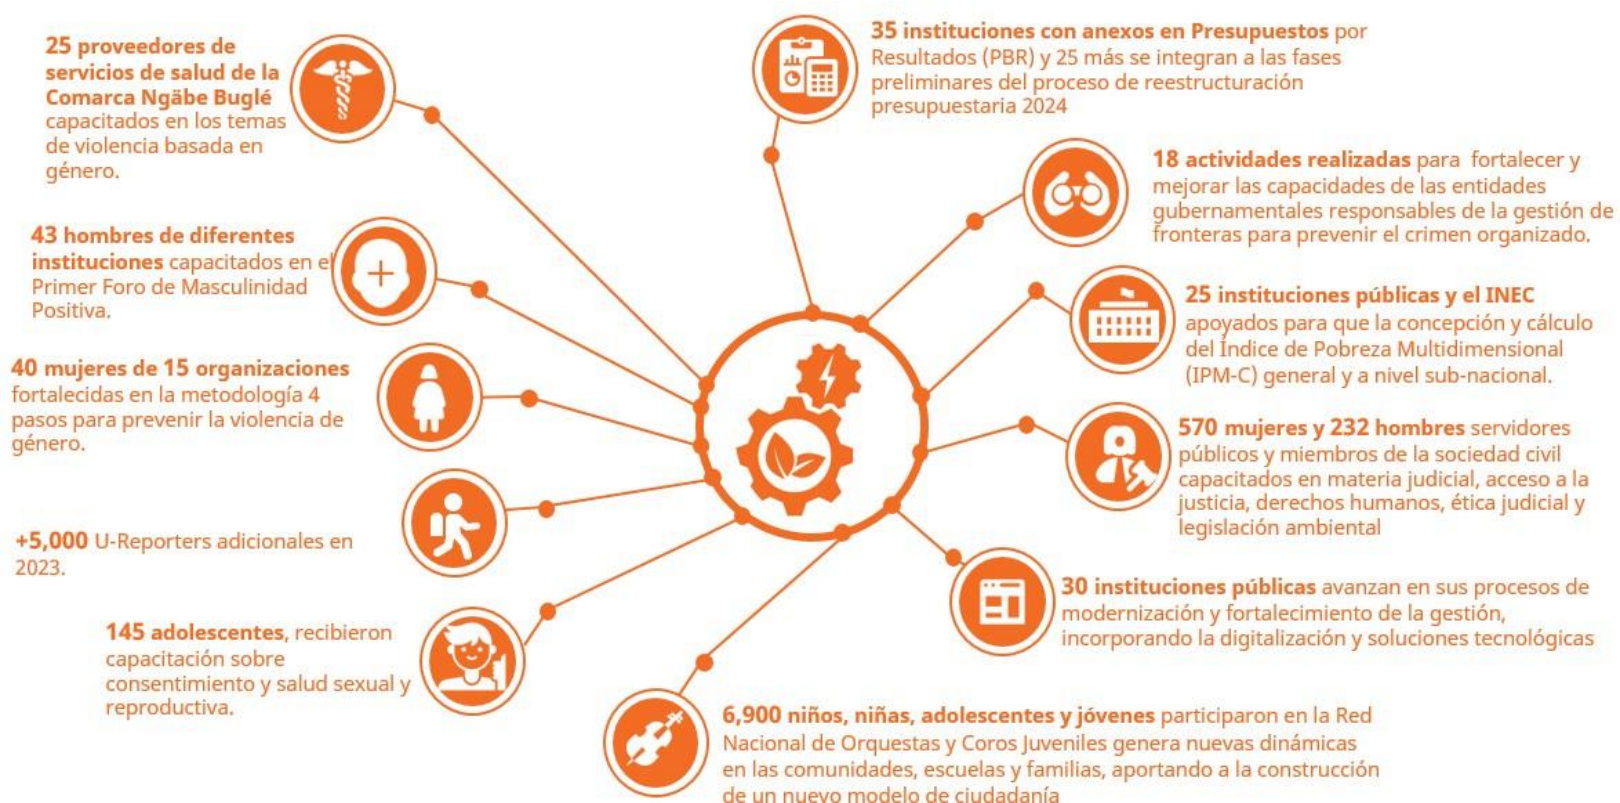 25 proveedores de
servicios de salud de la
Comarca Ngäbe Buglé
capacitados en los temas
de violencia basada en
género.
43 hombres de diferentes
instituciones capacitados en el
Primer Foro de Masculinidad
Positiva.
40 mujeres de 15 organizaciones
fortalecidas en la metodología 4
pasos para prevenir la violencia de
género.
+5,000 U-Reporters adicionales en
2023.
145 adolescentes, recibieron
capacitación sobre
consentimiento y salud sexual y
reproductiva.
35 instituciones con anexos en Presupuestos por
Resultados (PBR) y 25 más se integran a las fases
preliminares del proceso de reestructuración
presupuestaria 2024
18 actividades realizadas para fortalecer y
mejorar las capacidades de las entidades
gubernamentales responsables de la gestión de
fronteras para prevenir el crimen organizado.
25 instituciones públicas y el INEC
apoyados para que la concepción y cálculo
del Índice de Pobreza Multidimensional
(IPM-C) general y a nivel sub-nacional.
570 mujeres y 232 hombres servidores
públicos y miembros de la sociedad civil
capacitados en materia judicial, acceso a la
justicia, derechos humanos, ética judicial y
legislación ambiental
30 instituciones públicas avanzan en sus procesos de
modernización y fortalecimiento de la gestión,
incorporando la digitalización y soluciones tecnológicas
6,900 niños, niñas, adolescentes y jóvenes participaron en la Red
Nacional de Orquestas y Coros Juveniles genera nuevas dinámicas
en las comunidades, escuelas y familias, aportando a la construcción
de un nuevo modelo de ciudadanía